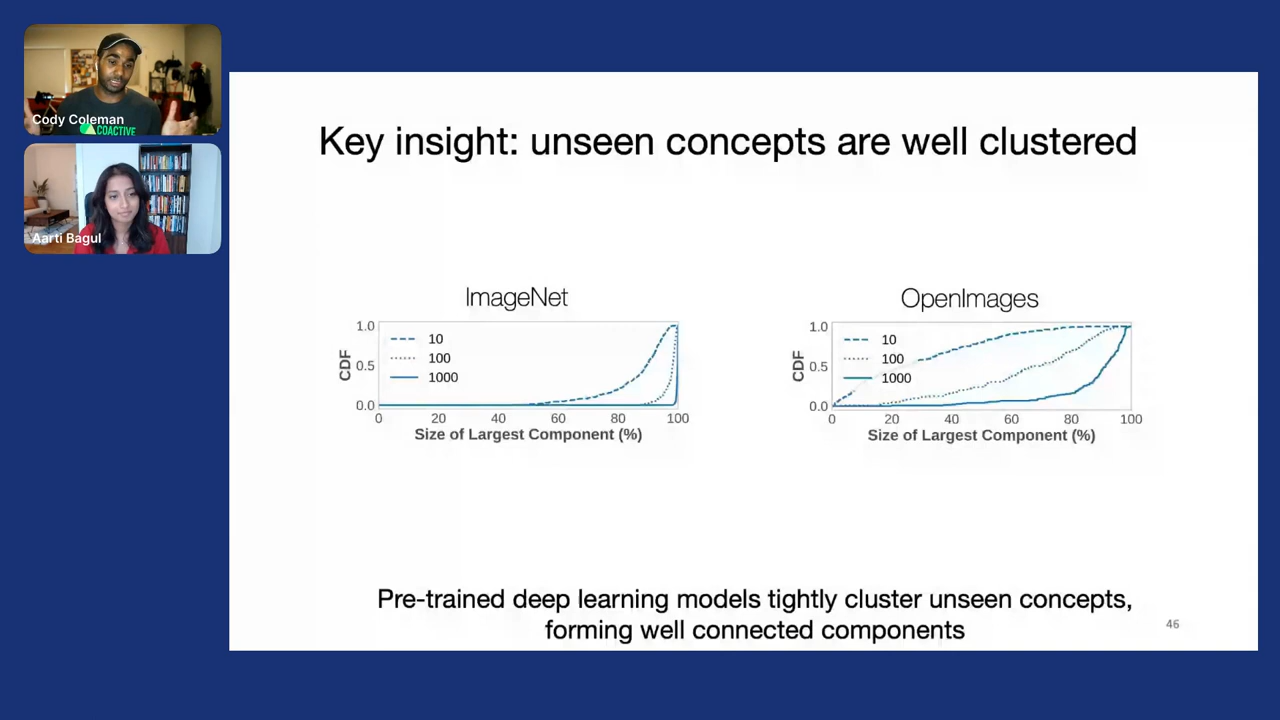 Cody Coleman
COACTIVE
Aarti Bagul
Key insight: unseen concepts are well clustered
ImageNet
1.0
0.5
0.0
CDF
10
100
1000
0 20 40 60 80 100
Size of Largest Component (%)
OpenImages
1.0
0.5
0.0
CDF
10
100
1000
0 20 40 60 80 100
Size of Largest Component (%)
Pre-trained deep learning models tightly cluster unseen concepts,
forming well connected components
46